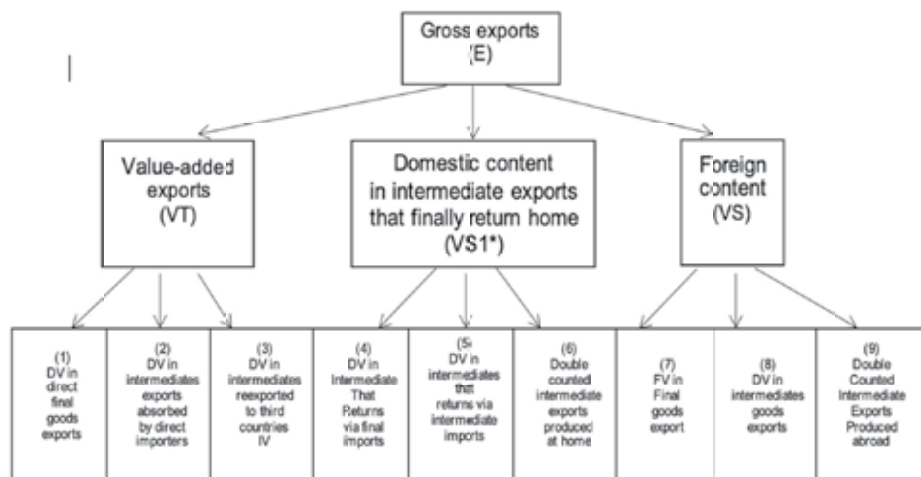 Gross exports
(E)
Value-added
exports
(VT)
Domestic content
in intermediate exports
that finally return home
(VS1*)
Foreign
content
(VS)
(1)
DV in
direct
final
goods
exports
(2)
DV in
intermediates
exports
absorbed
by direct
importers
(3)
DV in
intermediates
reexported
to third
countries
IV
(4)
DV in
Intermediate
That
Returns
via final
imports
(5)
DV in
intermediates
that
returns via
intermediate
imports
(6)
Double
counted
intermediate
exports
produced
at home
(7)
FV in
Final
goods
export
(8)
DV in
intermediates
goods
exports
(9)
Double
Counted
Intermediate
Exports
Produced
abroad